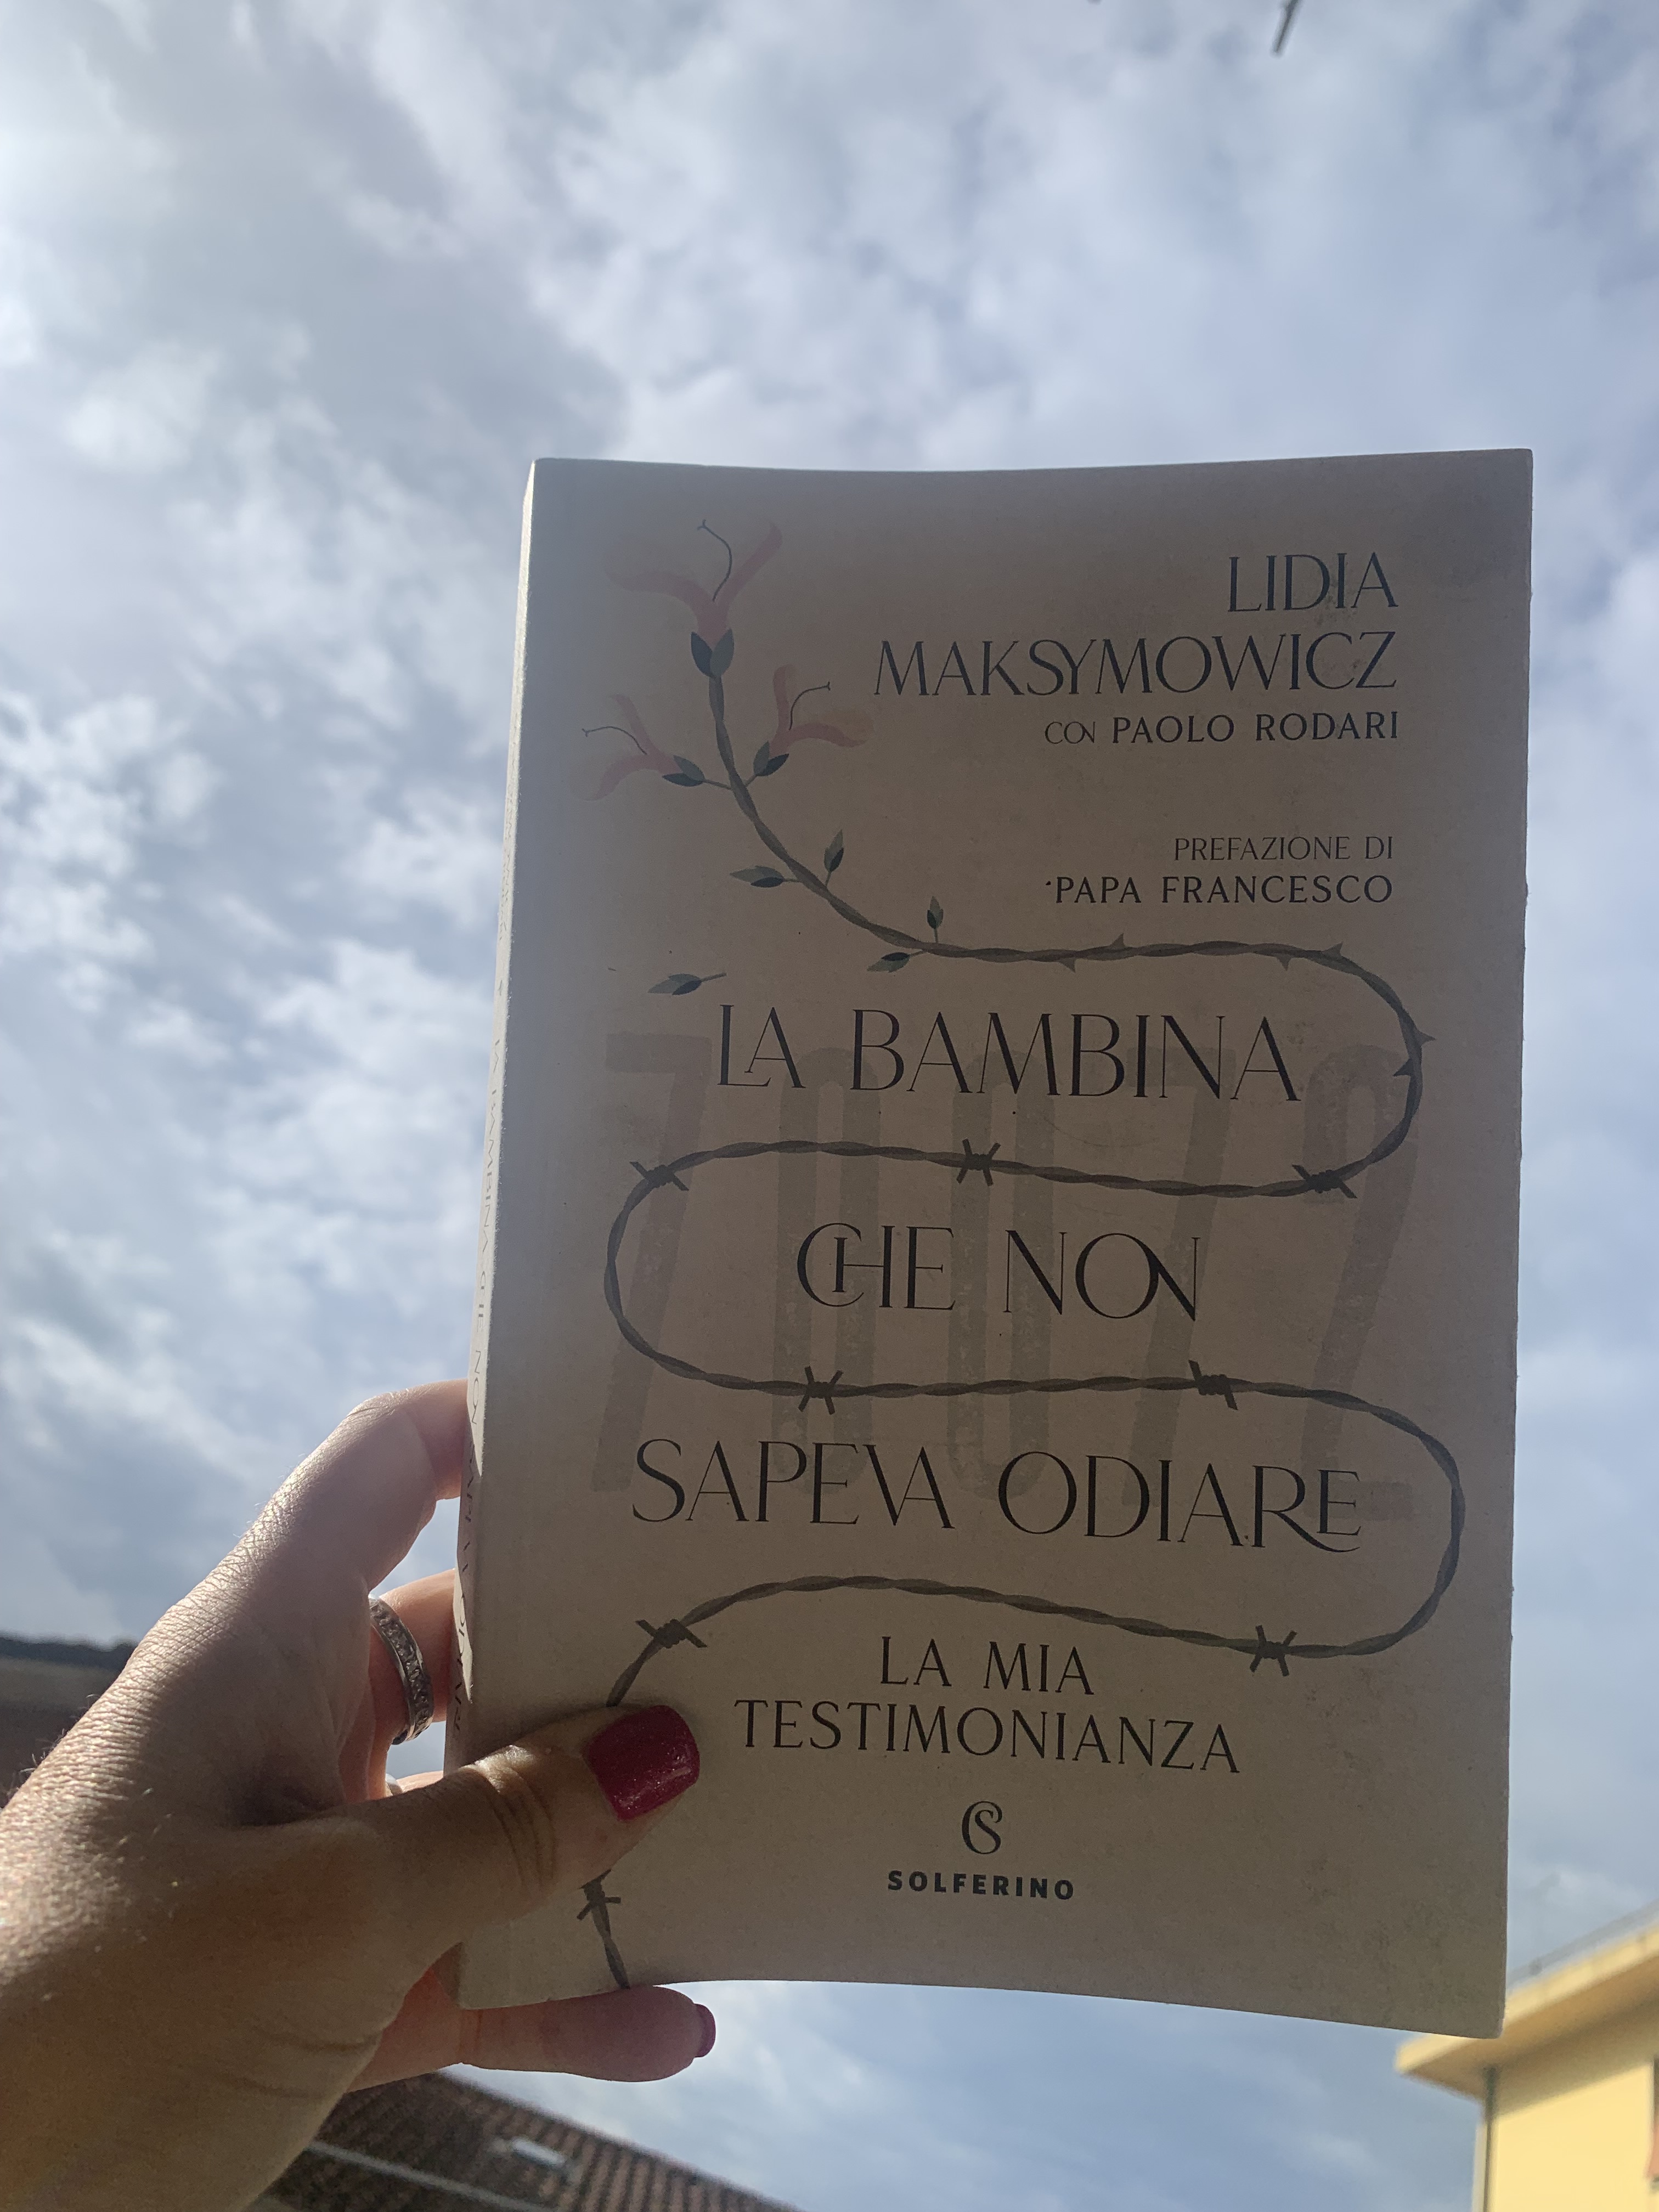 LIDIA
MAKSYMOWICZ
CON PAOLO RODARI
PREFAZIONE DI
PAPA FRANCESCO
70072
LA BAMBINA
CHE NON
SAPEVA ODIARE
LA MIA
TESTIMONIANZA
SOLFERINO